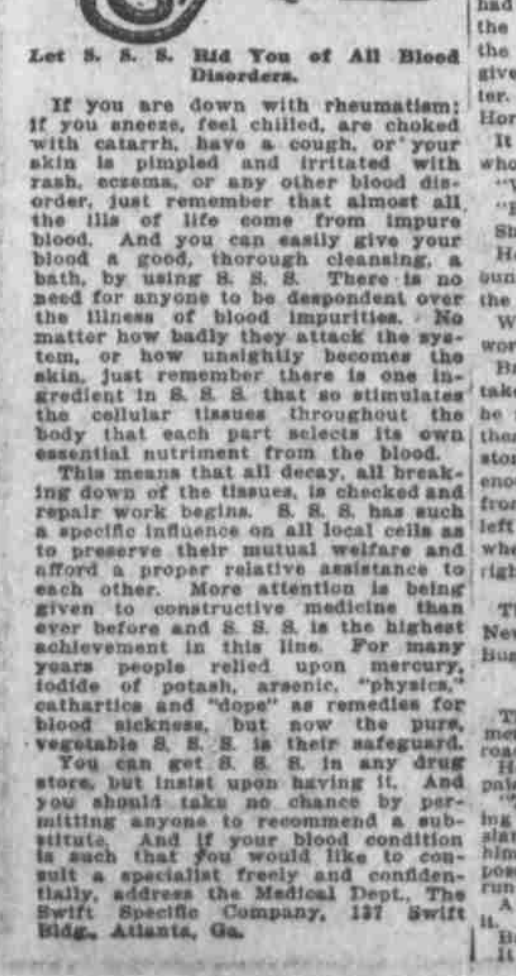 Let S. S. S. Rid You of All Blood
Disorders.
If you are down with rheumatism;
if you sneeze, feel chilled, are choked
with catarrh, have a cough, or your
skin is pimpled and irritated with
rash, eczema, or any other blood dis-
order, just remember that almost all
the ills of life come from impure
blood. And you can easily give your
blood a good, thorough cleansing, a
bath, by using S. S. S. There is no
need for anyone to be despondent over
the illness of blood impurities. No
matter how badly they attack the sys-
tem, or how unsightly becomes the
skin, just remember there is one in-
gredient in S. S. S. that so stimulates
the cellular tissues throughout the
body that each part selects its own
essential nutriment from the blood.
This means that all decay, all break-
ing down of the tissues, is checked and
repair work begins. S. S. S. has such
a specific influence on all local cells as
to preserve their mutual welfare and
afford a proper relative assistance to
each other. More attention is being
given to constructive medicine than
ever before and S. S. S. is the highest
achievement in this line. For many
years people relied upon mercury,
iodide of potash, arsenic, "physics,"
cathartics and "dope" as remedies for
blood sickness, but now the pure,
vegetable S. S. S. is their safeguard.
You can get S. S. S. in any drug
store, but insist upon having it. And
you should take no chance by per-
mitting anyone to recommend a sub-
stitute. And if your blood condition
is such that you would like to con-
sult a specialist freely and confiden-
tially, address the Medical Dept., The
Swift Specific Company, 137 Swift
Bldg., Atlanta, Ga.